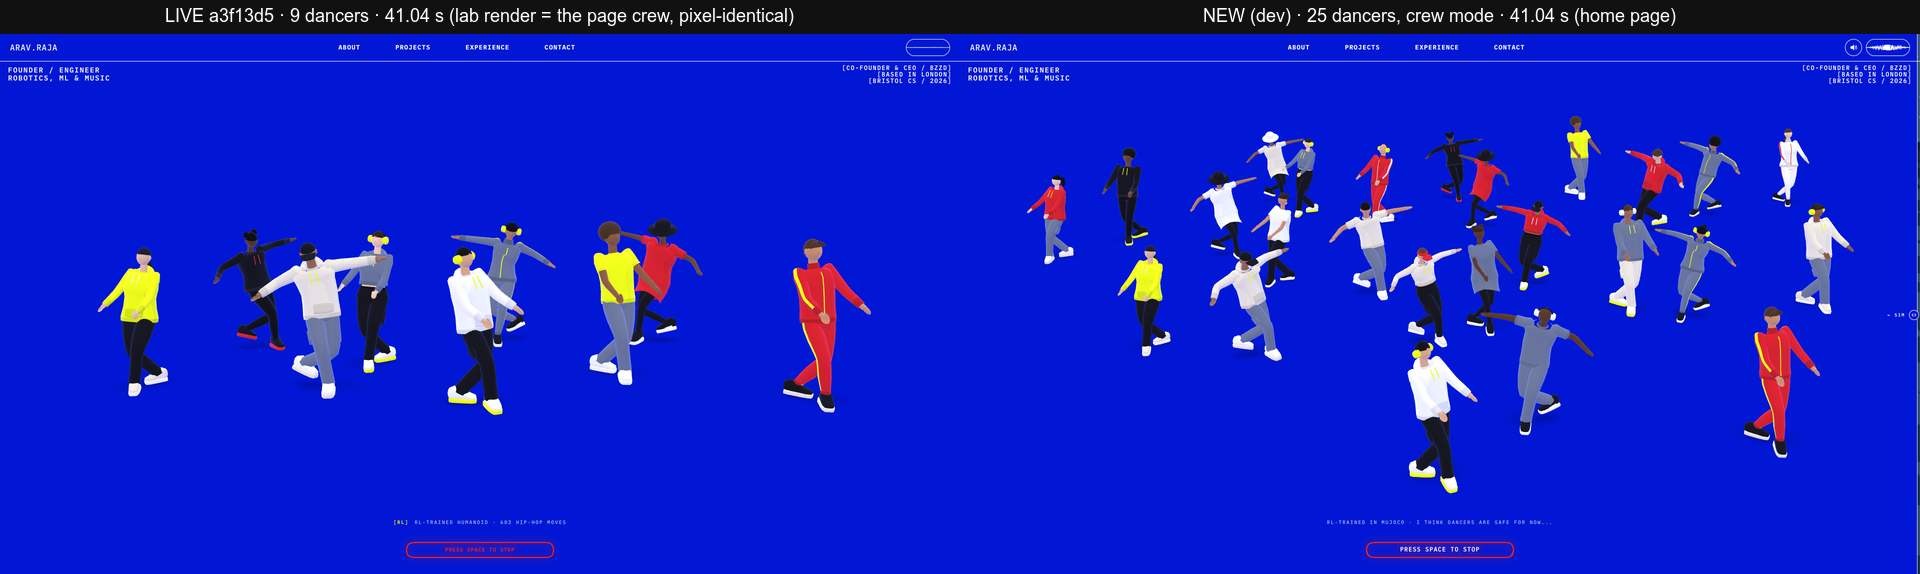 LIVE a3f13d5 · 9 dancers · 41.04 s (lab render = the page crew, pixel-identical)
ARAV.RAJA
ABOUT PROJECTS EXPERIENCE CONTACT
FOUNDER / ENGINEER
ROBOTICS, ML & MUSIC
[CO-FOUNDER & CEO / BZZD]
[BASED IN LONDON]
[BRISTOL CS / 2026]
[RL] RL-TRAINED HUMANOID · 602 HIP-HOP MOVES
PRESS SPACE TO STOP
NEW (dev) · 25 dancers, crew mode · 41.04 s (home page)
ARAV.RAJA
ABOUT PROJECTS EXPERIENCE CONTACT
FOUNDER / ENGINEER
ROBOTICS, ML & MUSIC
[CO-FOUNDER & CEO / BZZD]
[BASED IN LONDON]
[BRISTOL CS / 2026]
← SIM
RL-TRAINED IN MUJOCO · I THINK DANCERS ARE SAFE FOR NOW...
PRESS SPACE TO STOP